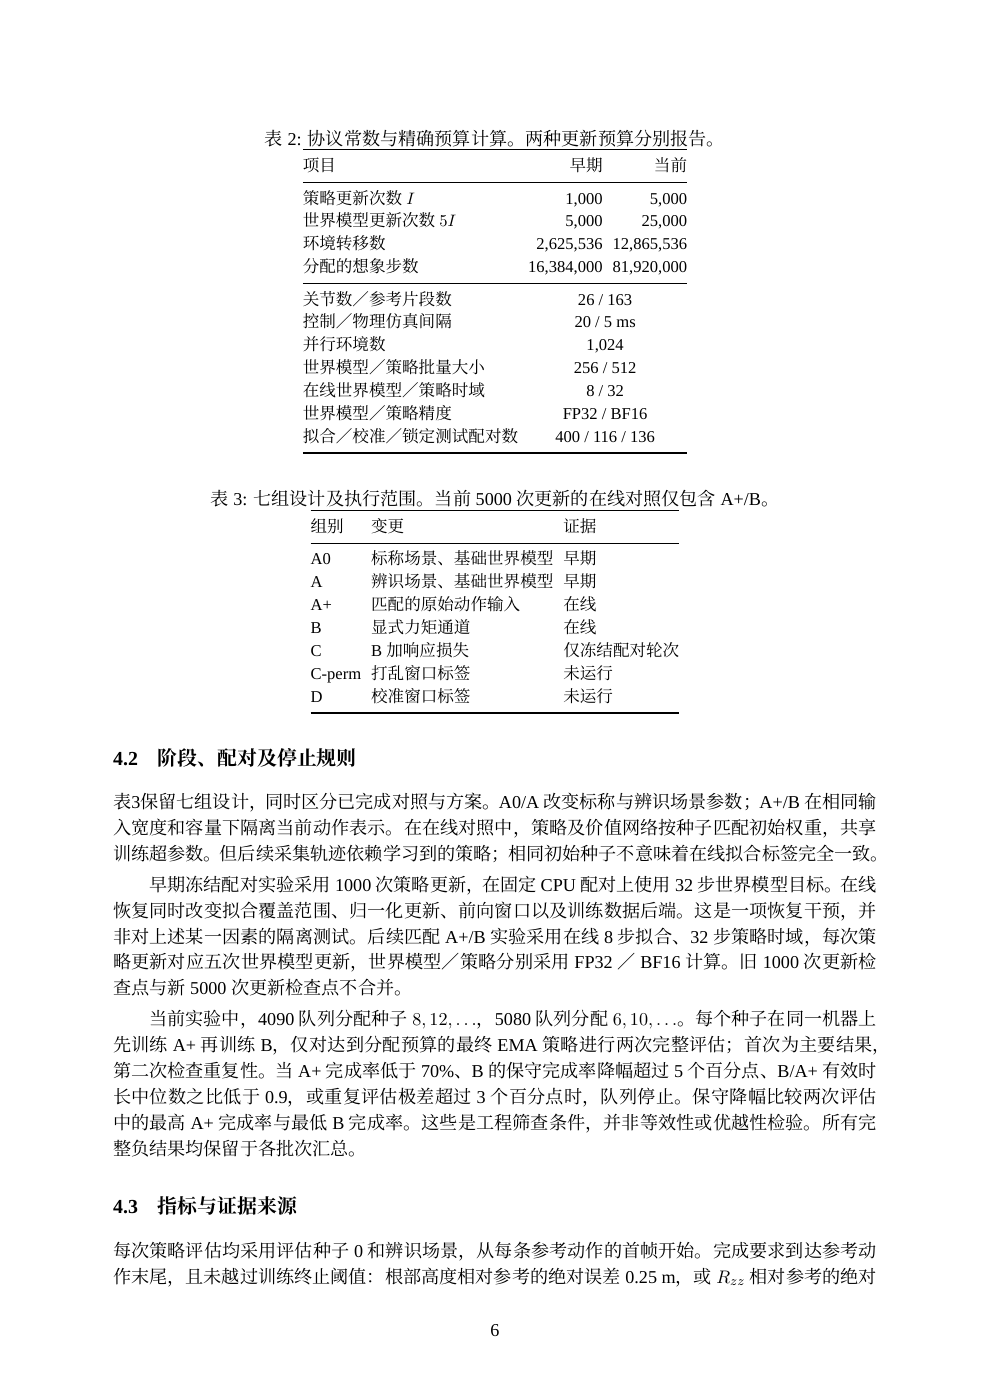 表 2: 协议常数与精确预算计算。两种更新预算分别报告。
项目 早期 当前
策略更新次数 I 1,000 5,000
世界模型更新次数 5I 5,000 25,000
环境转移数 2,625,536 12,865,536
分配的想象步数 16,384,000 81,920,000
关节数／参考片段数 26 / 163
控制／物理仿真间隔 20 / 5 ms
并行环境数 1,024
世界模型／策略批量大小 256 / 512
在线世界模型／策略时域 8 / 32
世界模型／策略精度 FP32 / BF16
拟合／校准／锁定测试配对数 400 / 116 / 136
表 3: 七组设计及执行范围。当前 5000 次更新的在线对照仅包含 A+/B。
组别 变更 证据
A0 标称场景、基础世界模型 早期
A 辨识场景、基础世界模型 早期
A+ 匹配的原始动作输入 在线
B 显式力矩通道 在线
C B 加响应损失 仅冻结配对轮次
C-perm 打乱窗口标签 未运行
D 校准窗口标签 未运行
4.2 阶段、配对及停止规则
表3保留七组设计，同时区分已完成对照与方案。A0/A 改变标称与辨识场景参数；A+/B 在相同输
入宽度和容量下隔离当前动作表示。在在线对照中，策略及价值网络按种子匹配初始权重，共享
训练超参数。但后续采集轨迹依赖学习到的策略；相同初始种子不意味着在线拟合标签完全一致。
早期冻结配对实验采用 1000 次策略更新，在固定 CPU 配对上使用 32 步世界模型目标。在线
恢复同时改变拟合覆盖范围、归一化更新、前向窗口以及训练数据后端。这是一项恢复干预，并
非对上述某一因素的隔离测试。后续匹配 A+/B 实验采用在线 8 步拟合、32 步策略时域，每次策
略更新对应五次世界模型更新，世界模型／策略分别采用 FP32 ／ BF16 计算。旧 1000 次更新检
查点与新 5000 次更新检查点不合并。
当前实验中，4090 队列分配种子 8, 12, …，5080 队列分配 6, 10, …。每个种子在同一机器上
先训练 A+ 再训练 B，仅对达到分配预算的最终 EMA 策略进行两次完整评估；首次为主要结果，
第二次检查重复性。当 A+ 完成率低于 70%、B 的保守完成率降幅超过 5 个百分点、B/A+ 有效时
长中位数之比低于 0.9，或重复评估极差超过 3 个百分点时，队列停止。保守降幅比较两次评估
中的最高 A+ 完成率与最低 B 完成率。这些是工程筛查条件，并非等效性或优越性检验。所有完
整负结果均保留于各批次汇总。
4.3 指标与证据来源
每次策略评估均采用评估种子 0 和辨识场景，从每条参考动作的首帧开始。完成要求到达参考动
作末尾，且未越过训练终止阈值：根部高度相对参考的绝对误差 0.25 m，或 R_{zz} 相对参考的绝对
6